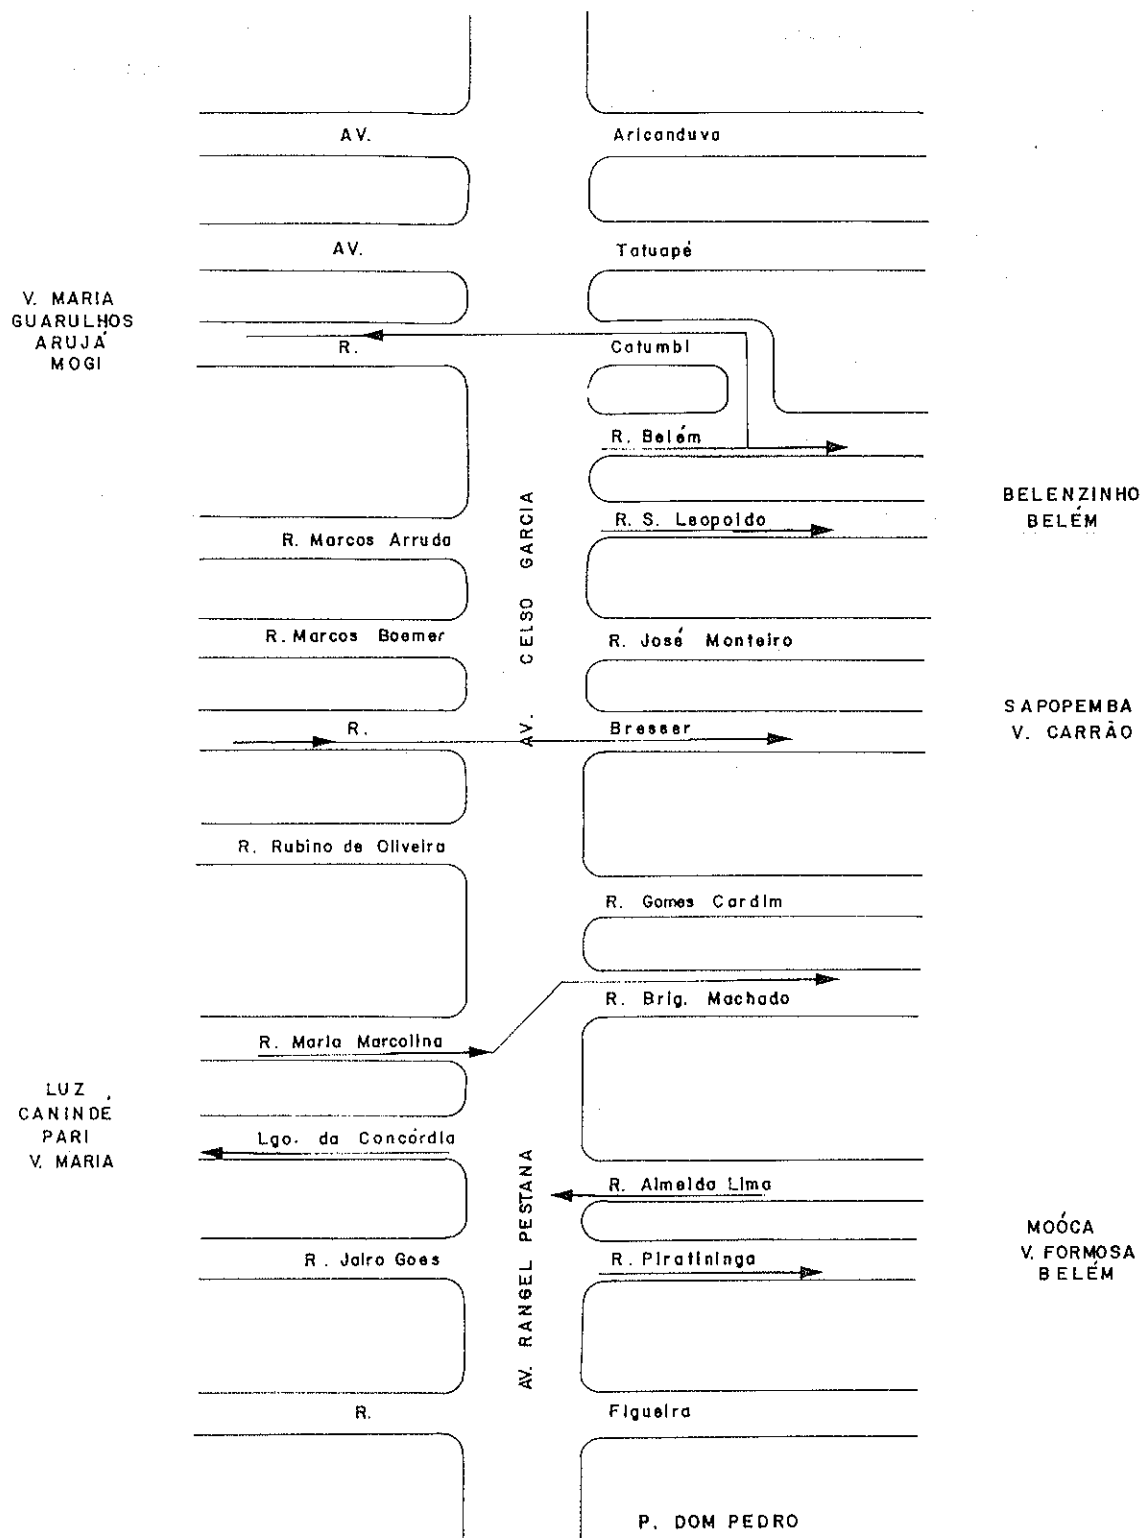 AV. Aricanduva
AV. Tatuapé
V. MARIA
GUARULHOS
ARUJÁ
MOGI
R. Catumbi
R. Belém
BELENZINHO
BELÉM
R. S. Leopoldo
R. Marcos Arruda
AV. CELSO GARCIA
R. Marcos Boemer
R. José Monteiro
SAPOPEMBA
V. CARRÃO
R. Bresser
R. Rubino de Oliveira
R. Gomes Cardim
R. Brig. Machado
R. Maria Marcolina
LUZ
CANINDÉ
PARI
V. MARIA
Lgo. da Concórdia
AV. RANGEL PESTANA
R. Almeida Lima
MOÓCA
V. FORMOSA
BELÉM
R. Jairo Goes
R. Piratininga
R. Figueira
P. DOM PEDRO